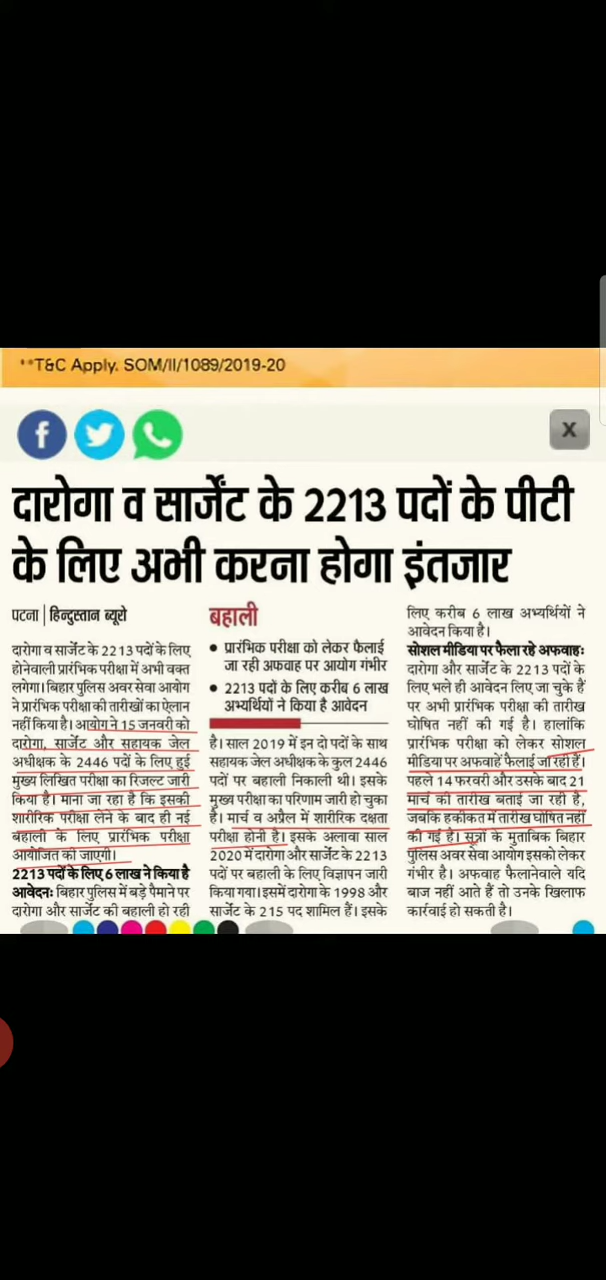 **T&C Apply. SOM/II/1089/2019-20
f
X
दारोगा व सार्जेंट के 2213 पदों के पीटी
के लिए अभी करना होगा इंतजार
पटना | हिन्दुस्तान ब्यूरो
दारोगा व सार्जेंट के 2213 पदों के लिए
होनेवाली प्रारंभिक परीक्षा में अभी वक्त
लगेगा। बिहार पुलिस अवर सेवा आयोग
ने प्रारंभिक परीक्षा की तारीखों का ऐलान
नहीं किया है। आयोग ने 15 जनवरी को
दारोगा, सार्जेंट और सहायक जेल
अधीक्षक के 2446 पदों के लिए हुई
मुख्य लिखित परीक्षा का रिजल्ट जारी
किया है। माना जा रहा है कि इसकी
शारीरिक परीक्षा लेने के बाद ही नई
बहाली के लिए प्रारंभिक परीक्षा
आयोजित की जाएगी।
2213 पदों के लिए 6 लाख ने किया है
आवेदन: बिहार पुलिस में बड़े पैमाने पर
दारोगा और सार्जेंट की बहाली हो रही
बहाली
• प्रारंभिक परीक्षा को लेकर फैलाई
जा रही अफवाह पर आयोग गंभीर
• 2213 पदों के लिए करीब 6 लाख
अभ्यर्थियों ने किया है आवेदन
है। साल 2019 में इन दो पदों के साथ
सहायक जेल अधीक्षक के कुल 2446
पदों पर बहाली निकाली थी। इसके
मुख्य परीक्षा का परिणाम जारी हो चुका
है। मार्च व अप्रैल में शारीरिक दक्षता
परीक्षा होनी है। इसके अलावा साल
2020 में दारोगा और सार्जेंट के 2213
पदों पर बहाली के लिए विज्ञापन जारी
किया गया। इसमें दारोगा के 1998 और
सार्जेंट के 215 पद शामिल हैं। इसके
लिए करीब 6 लाख अभ्यर्थियों ने
आवेदन किया है।
सोशल मीडिया पर फैला रहे अफवाह:
दारोगा और सार्जेंट के 2213 पदों के
लिए भले ही आवेदन लिए जा चुके हैं
पर अभी प्रारंभिक परीक्षा की तारीख
घोषित नहीं की गई है। हालांकि
प्रारंभिक परीक्षा को लेकर सोशल
मीडिया पर अफवाहें फैलाई जा रही हैं।
पहले 14 फरवरी और उसके बाद 21
मार्च की तारीख बताई जा रही है,
जबकि हकीकत में तारीख घोषित नहीं
की गई है। सूत्रों के मुताबिक बिहार
पुलिस अवर सेवा आयोग इसको लेकर
गंभीर है। अफवाह फैलानेवाले यदि
बाज नहीं आते हैं तो उनके खिलाफ
कार्रवाई हो सकती है।